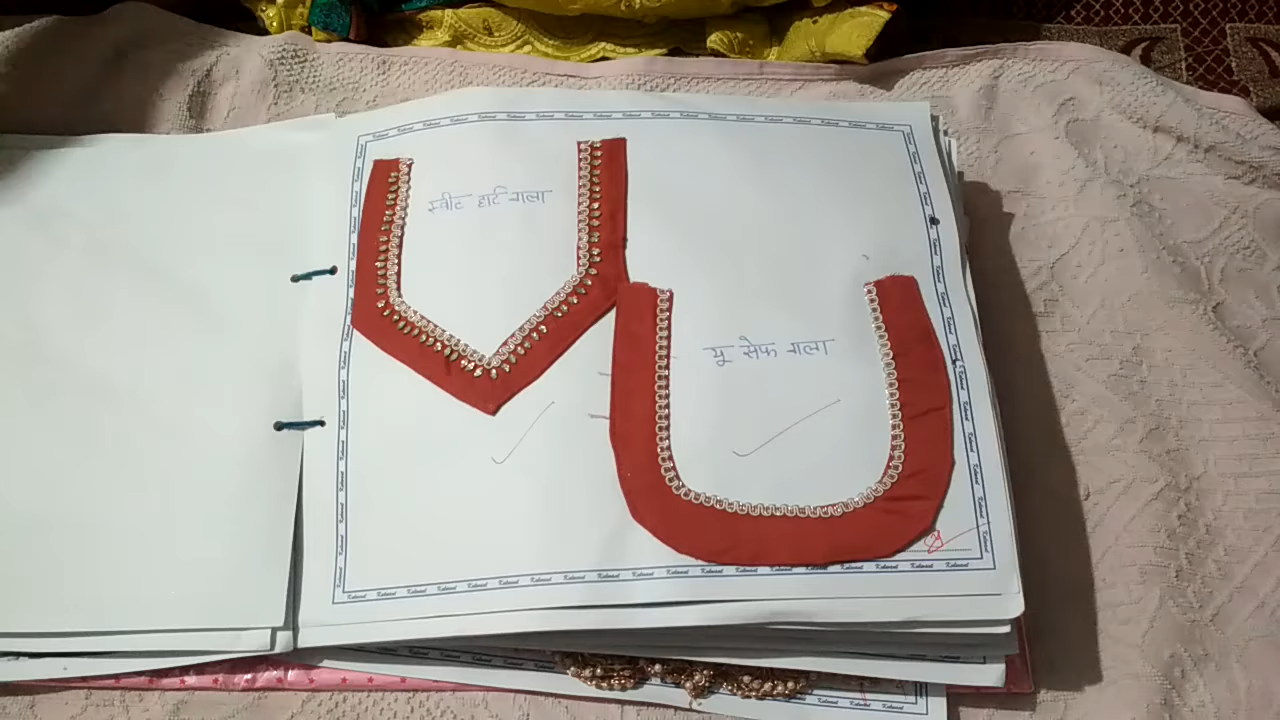 स्वीट हार्ट गला
यू सेफ गला